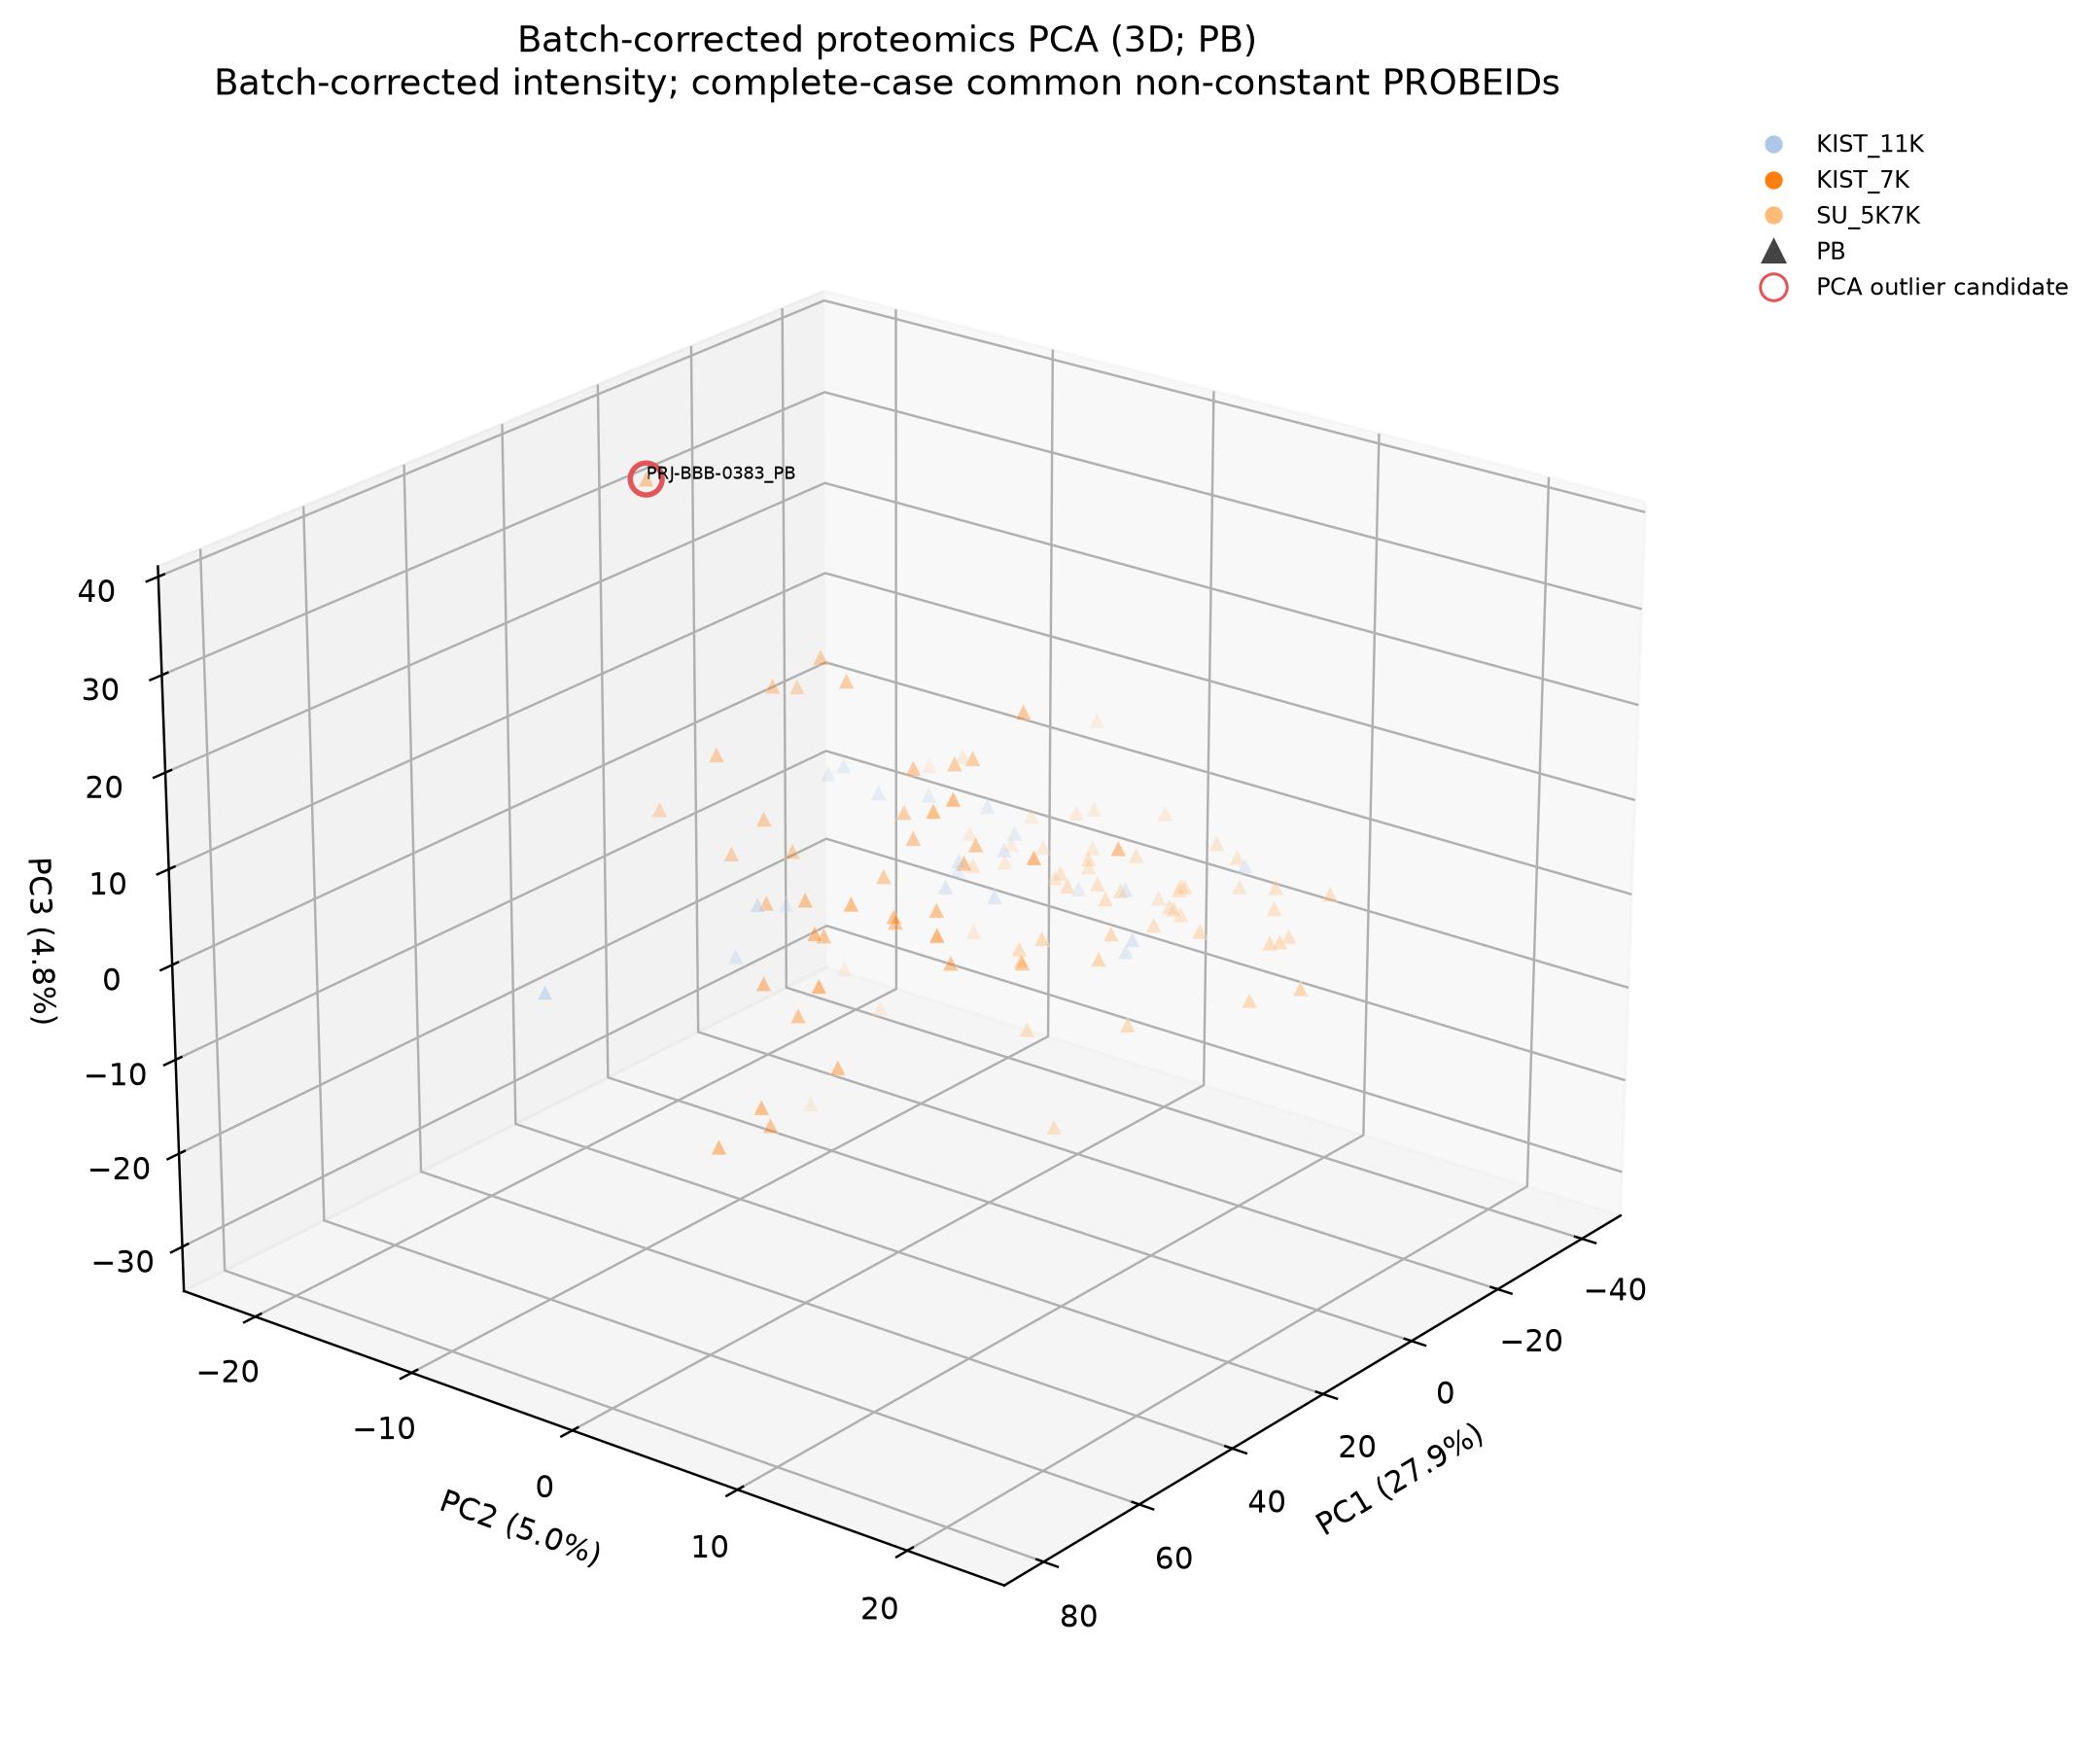 Batch-corrected proteomics PCA (3D; PB)
Batch-corrected intensity; complete-case common non-constant PROBEIDs
KIST_11K
KIST_7K
SU_5K7K
PB
PCA outlier candidate
PRJ-BBB-0383_PB
40
30
20
10
0
−10
−20
−30
PC3 (4.8%)
−20
−10
0
10
20
PC2 (5.0%)
−40
−20
0
20
40
60
80
PC1 (27.9%)